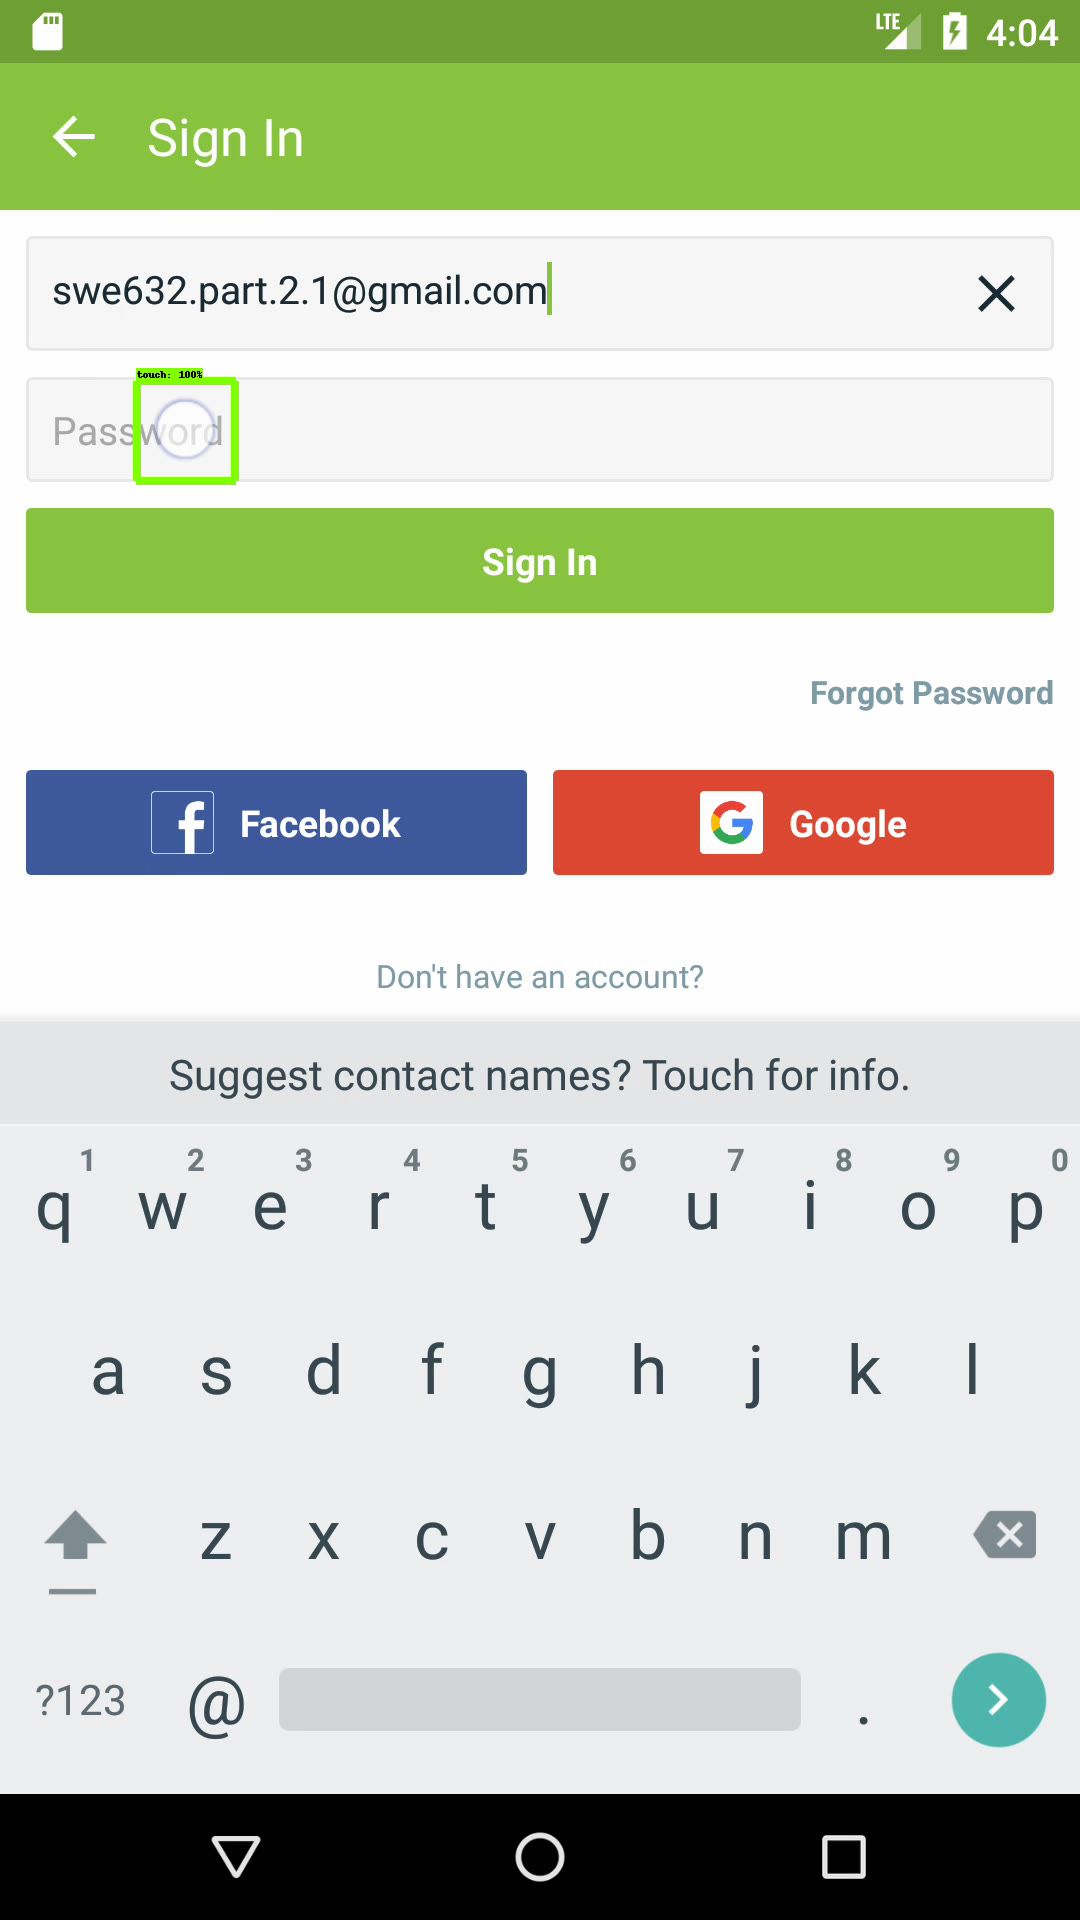 LTE 4:04
Sign In
swe632.part.2.1@gmail.com
touch: 100%
Password
Sign In
Forgot Password
Facebook
Google
Don't have an account?
Suggest contact names? Touch for info.
1 2 3 4 5 6 7 8 9 0
q w e r t y u i o p
a s d f g h j k l
z x c v b n m
?123 @ .